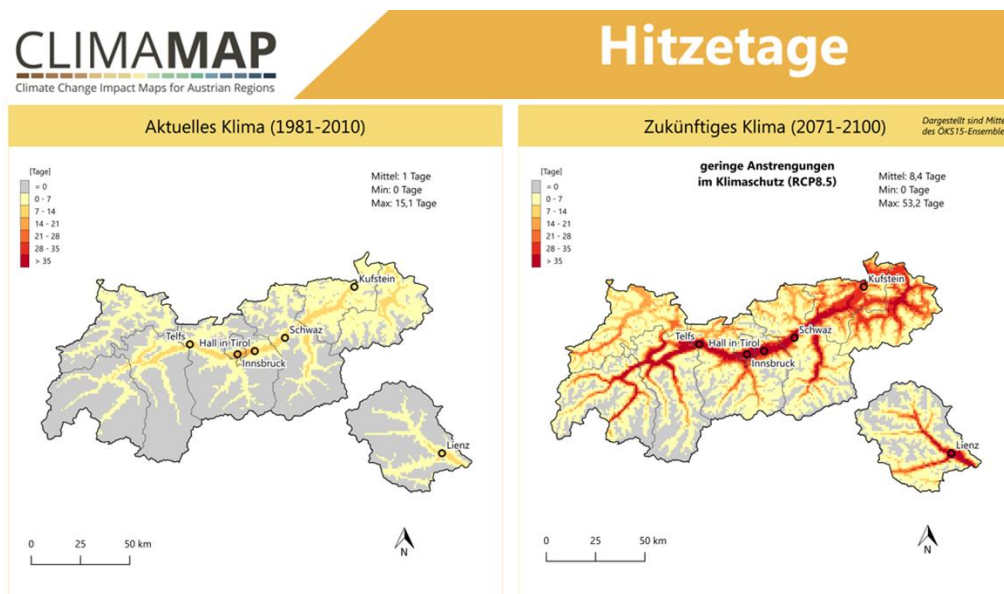 CLIMAMAP
Climate Change Impact Maps for Austrian Regions
Hitzetage
Aktuelles Klima (1981-2010)
[Tage]
= 0
0 - 7
7 - 14
14 - 21
21 - 28
28 - 35
> 35
Mittel: 1 Tage
Min: 0 Tage
Max: 15,1 Tage
Kufstein
Schwaz
Telfs
Hall in Tirol
Innsbruck
Lienz
0 25 50 km
N
Zukünftiges Klima (2071-2100)
Dargestellt sind Mitte
des ÖKS15-Ensemble
geringe Anstrengungen
im Klimaschutz (RCP8.5)
[Tage]
= 0
0 - 7
7 - 14
14 - 21
21 - 28
28 - 35
> 35
Mittel: 8,4 Tage
Min: 0 Tage
Max: 53,2 Tage
Kufstein
Schwaz
Telfs
Hall in Tirol
Innsbruck
Lienz
0 25 50 km
N